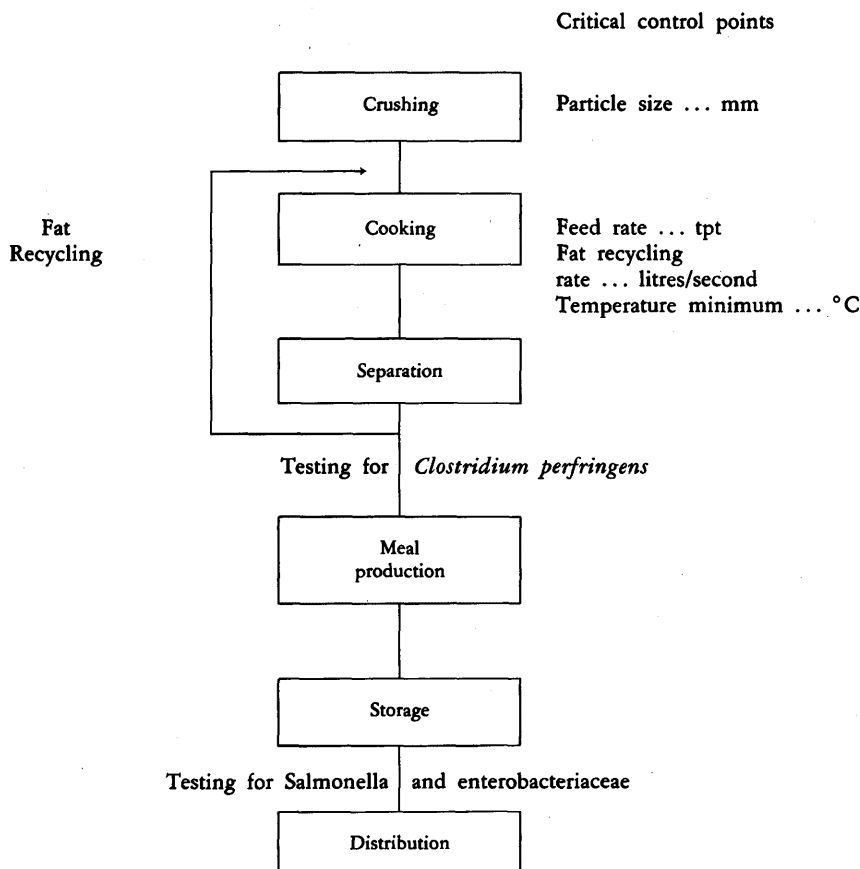 Critical control points
Crushing
Particle size ... mm
Fat
Recycling
Cooking
Feed rate ... tpt
Fat recycling
rate ... litres/second
Temperature minimum ... °C
Separation
Testing for Clostridium perfringens
Meal
production
Storage
Testing for Salmonella and enterobacteriaceae
Distribution